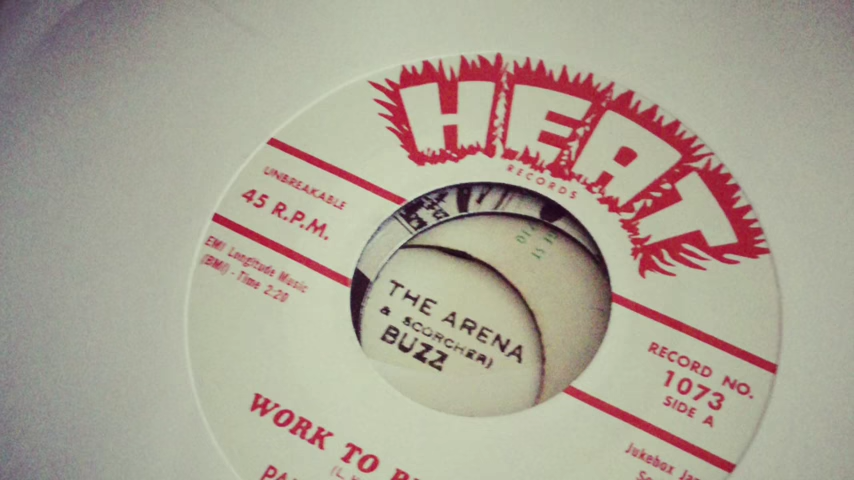 HEAT
RECORDS
UNBREAKABLE
45 R.P.M.
EMI Longitude Music
(BMI) - Time 2:20
THE ARENA
& SCORCHER)
BUZZ
RECORD NO.
1073
SIDE A
WORK TO
Jukebox